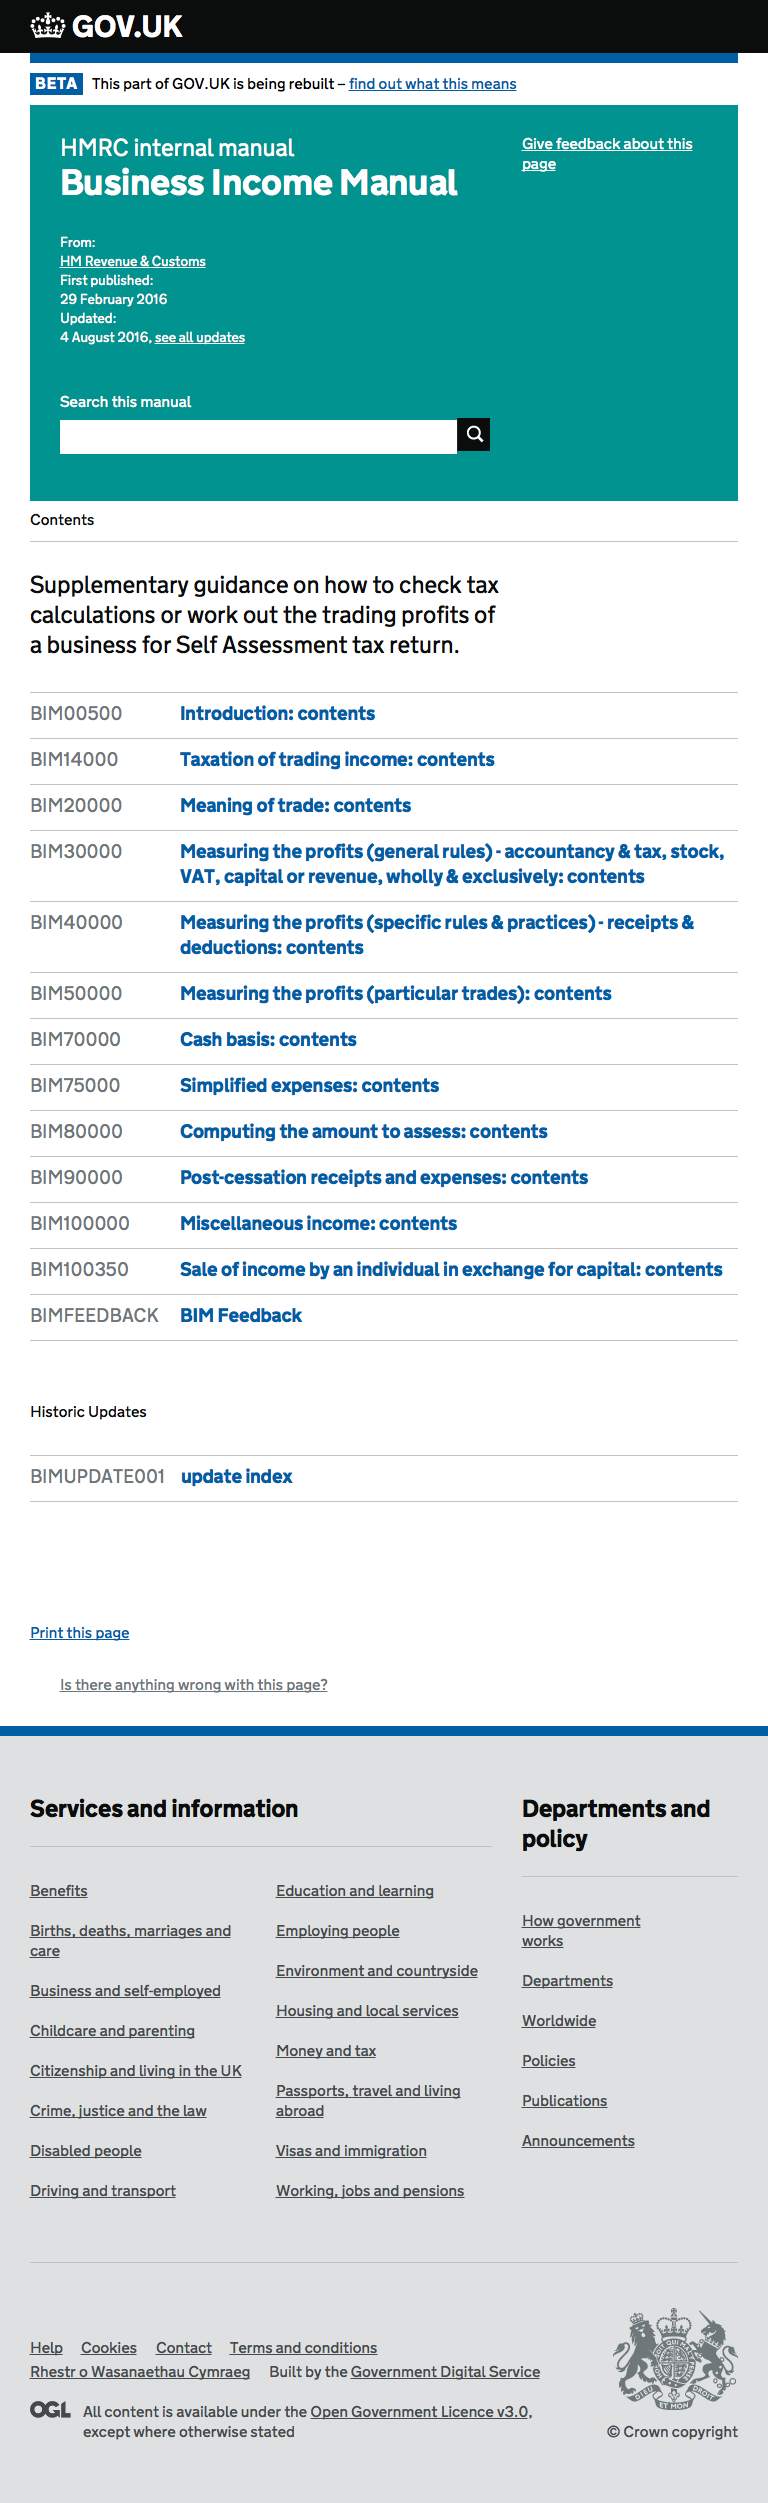 GOV.UK
BETA This part of GOV.UK is being rebuilt – find out what this means
HMRC internal manual
Business Income Manual
Give feedback about this
page
From:
HM Revenue & Customs
First published:
29 February 2016
Updated:
4 August 2016, see all updates
Search this manual
Contents
Supplementary guidance on how to check tax
calculations or work out the trading profits of
a business for Self Assessment tax return.
BIM00500 Introduction: contents
BIM14000 Taxation of trading income: contents
BIM20000 Meaning of trade: contents
BIM30000 Measuring the profits (general rules) - accountancy & tax, stock,
VAT, capital or revenue, wholly & exclusively: contents
BIM40000 Measuring the profits (specific rules & practices) - receipts &
deductions: contents
BIM50000 Measuring the profits (particular trades): contents
BIM70000 Cash basis: contents
BIM75000 Simplified expenses: contents
BIM80000 Computing the amount to assess: contents
BIM90000 Post-cessation receipts and expenses: contents
BIM100000 Miscellaneous income: contents
BIM100350 Sale of income by an individual in exchange for capital: contents
BIMFEEDBACK BIM Feedback
Historic Updates
BIMUPDATE001 update index
Print this page
Is there anything wrong with this page?
Services and information
Benefits
Births, deaths, marriages and
care
Business and self-employed
Childcare and parenting
Citizenship and living in the UK
Crime, justice and the law
Disabled people
Driving and transport
Education and learning
Employing people
Environment and countryside
Housing and local services
Money and tax
Passports, travel and living
abroad
Visas and immigration
Working, jobs and pensions
Departments and
policy
How government
works
Departments
Worldwide
Policies
Publications
Announcements
Help Cookies Contact Terms and conditions
Rhestr o Wasanaethau Cymraeg Built by the Government Digital Service
OGL All content is available under the Open Government Licence v3.0,
except where otherwise stated
© Crown copyright